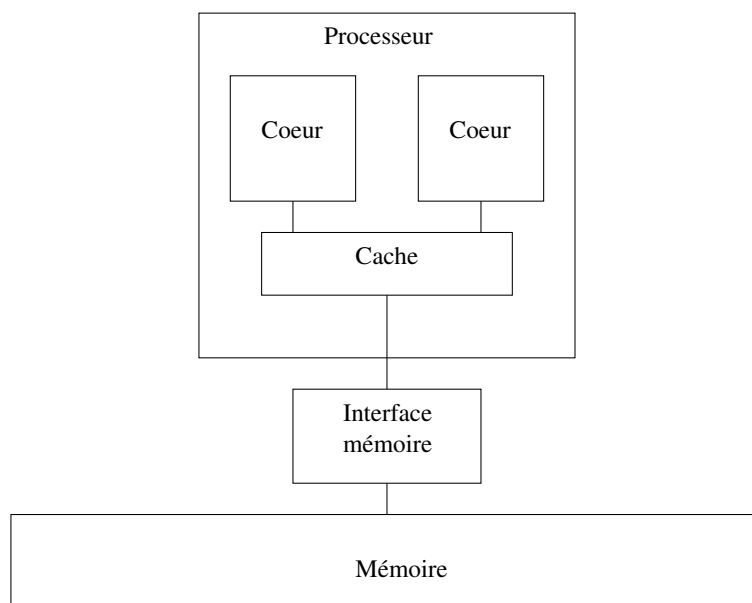 Processeur
Coeur
Coeur
Cache
Interface
mémoire
Mémoire